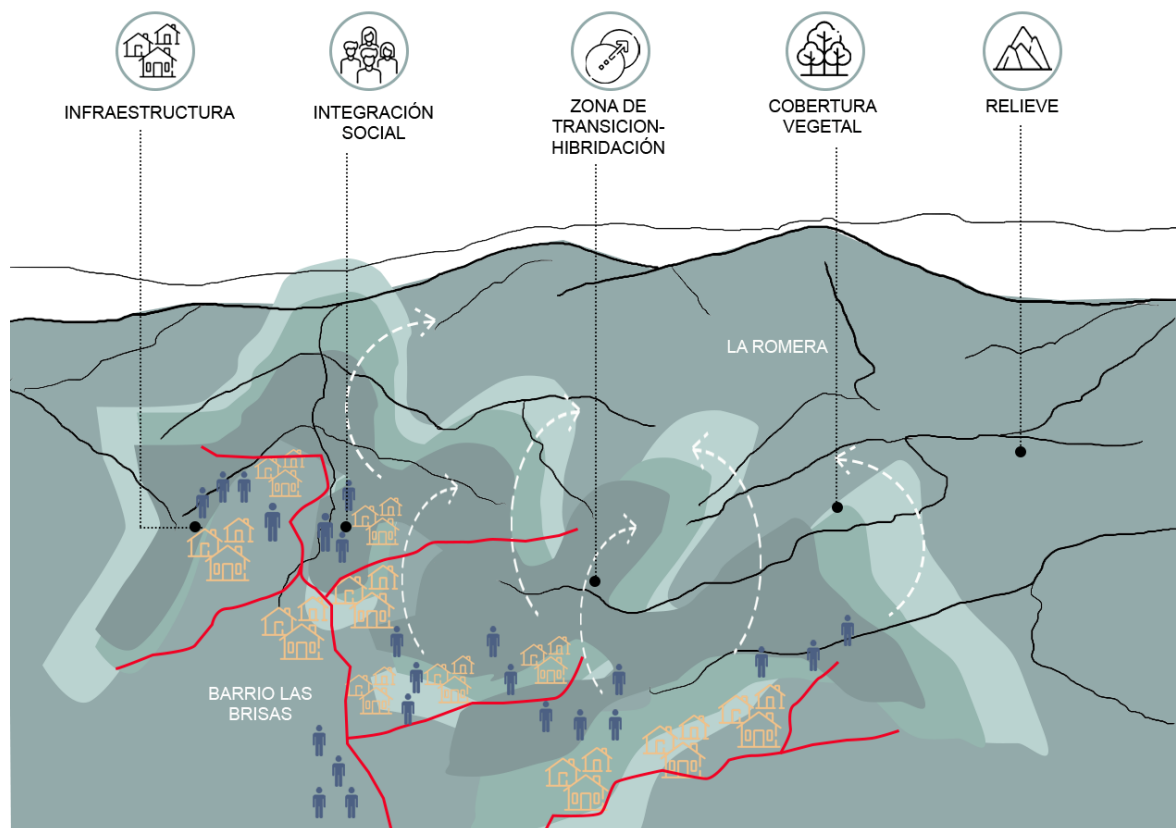 INFRAESTRUCTURA
INTEGRACIÓN
SOCIAL
ZONA DE
TRANSICION-
HIBRIDACIÓN
COBERTURA
VEGETAL
RELIEVE
LA ROMERA
BARRIO LAS
BRISAS